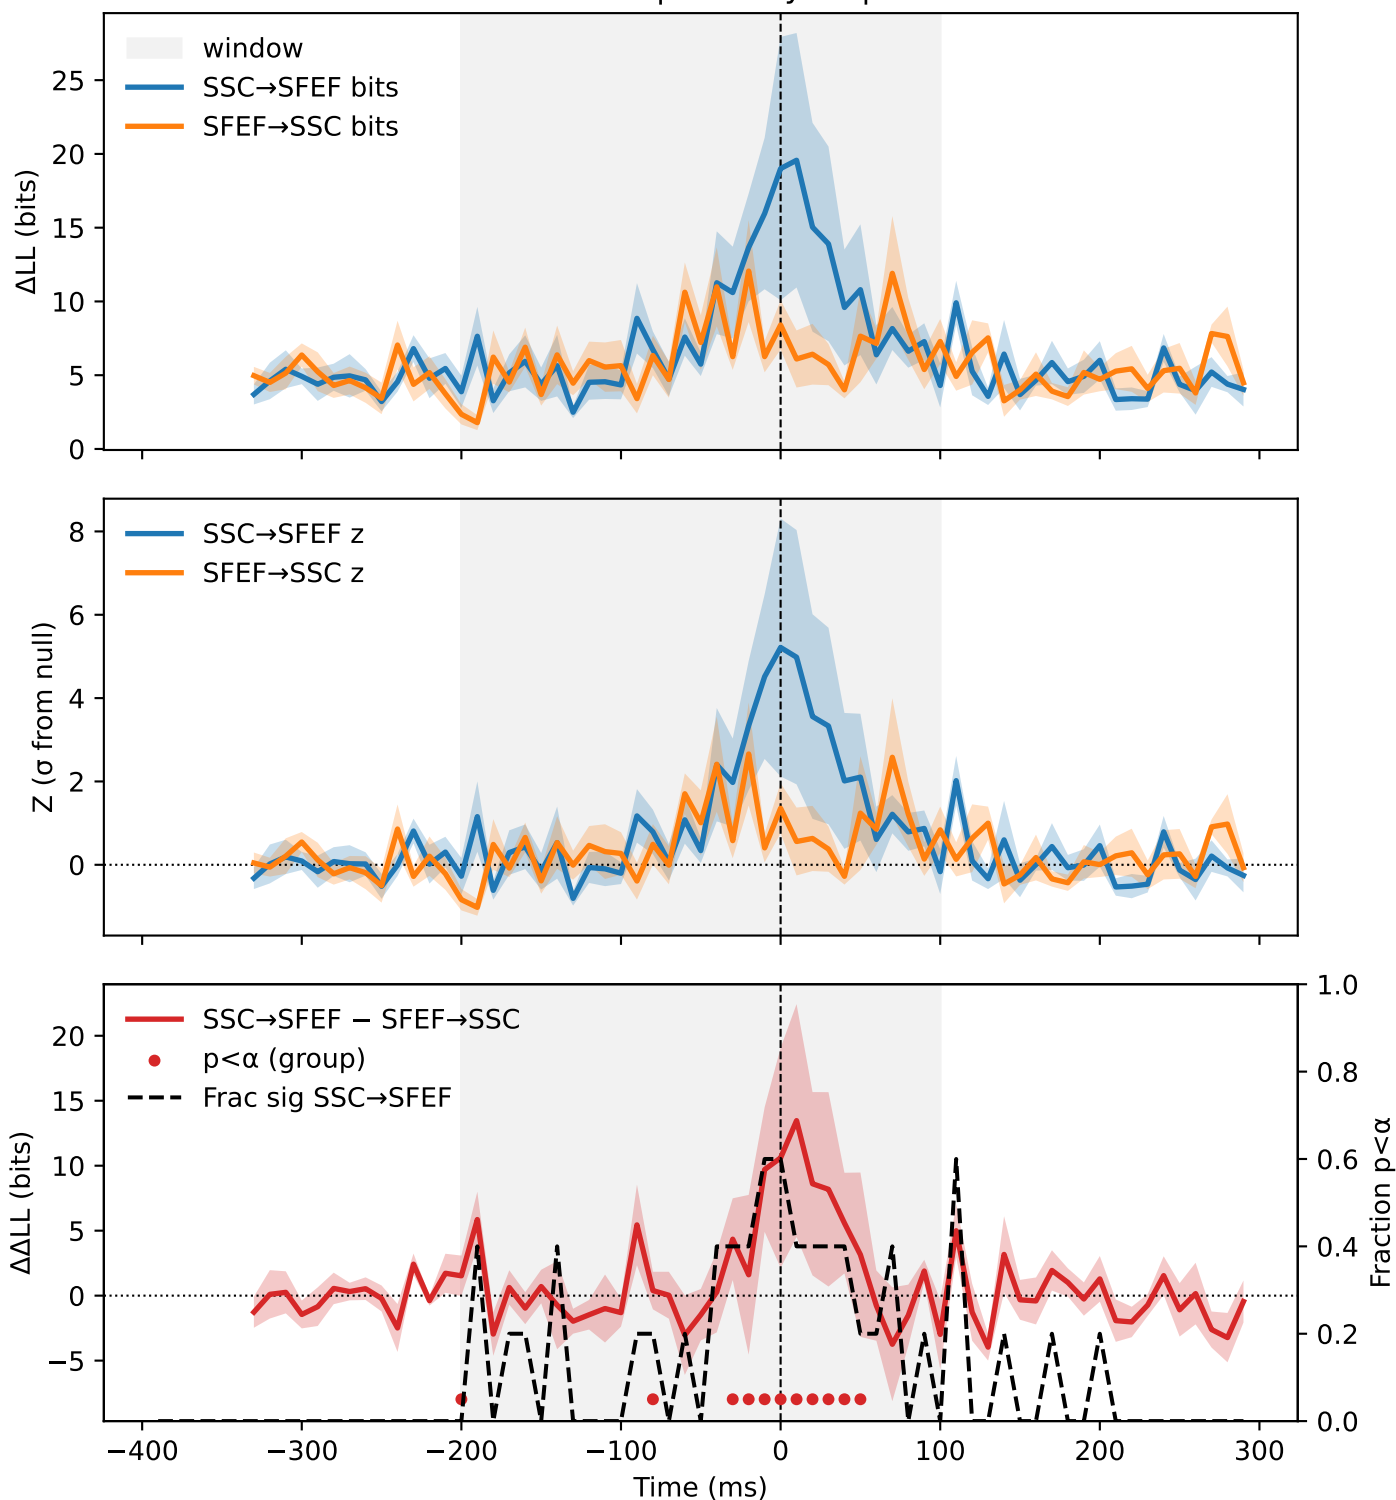 window
SSC→SFEF bits
SFEF→SSC bits
ΔLL (bits)
25
20
15
10
5
0
SSC→SFEF z
SFEF→SSC z
Z (σ from null)
8
6
4
2
0
SSC→SFEF − SFEF→SSC
p<α (group)
Frac sig SSC→SFEF
ΔΔLL (bits)
20
15
10
5
0
−5
1.0
0.8
0.6
0.4
0.2
0.0
Fraction p<α
−400 −300 −200 −100 0 100 200 300
Time (ms)